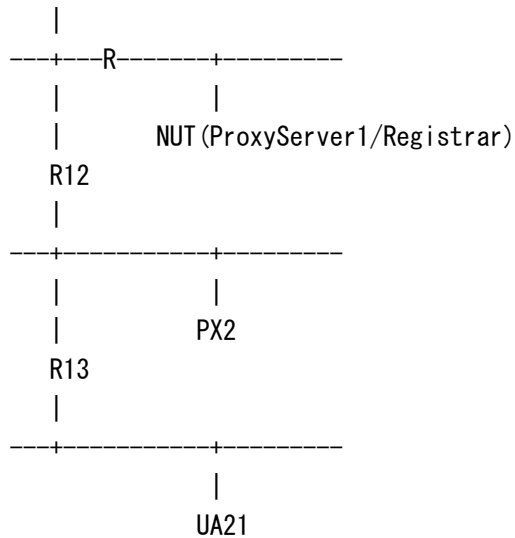 |
---+---R-------+---------
|           |
|       NUT(ProxyServer1/Registrar)
R12
|
---+-----------+---------
|           |
|          PX2
R13
|
---+-----------+---------
|
UA21